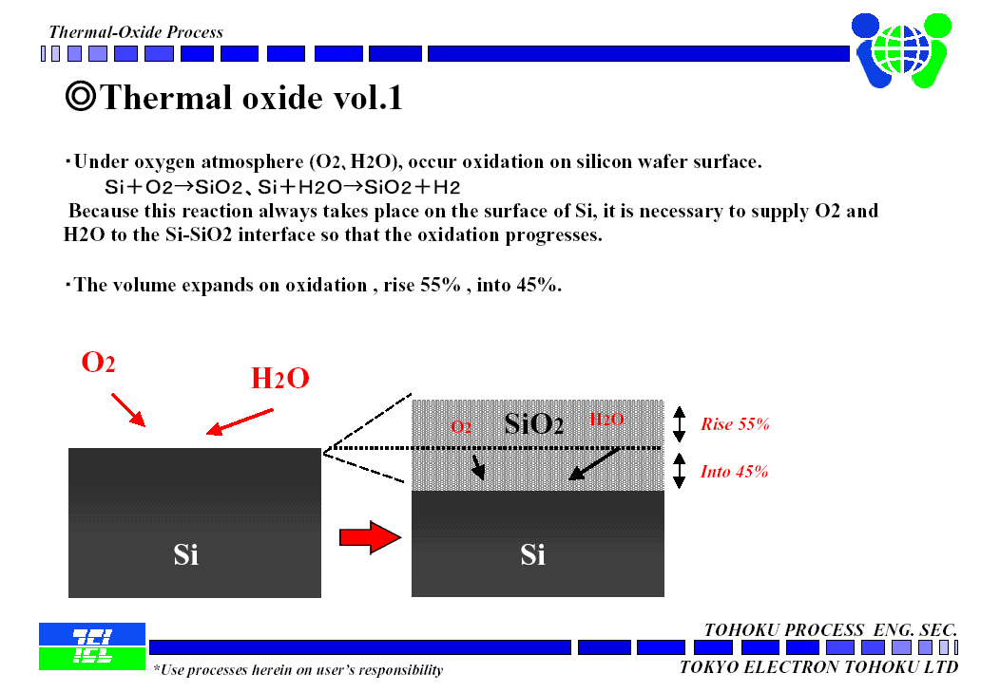 Thermal-Oxide Process
◎Thermal oxide vol.1
・Under oxygen atmosphere (O2、H2O), occur oxidation on silicon wafer surface.
Si＋O2→SiO2、Si＋H2O→SiO2＋H2
Because this reaction always takes place on the surface of Si, it is necessary to supply O2 and
H2O to the Si-SiO2 interface so that the oxidation progresses.
・The volume expands on oxidation , rise 55% , into 45%.
O2
H2O
O2
SiO2
H2O
Rise 55%
Into 45%
Si
Si
TEL
TOHOKU PROCESS ENG. SEC.
*Use processes herein on user's responsibility
TOKYO ELECTRON TOHOKU LTD